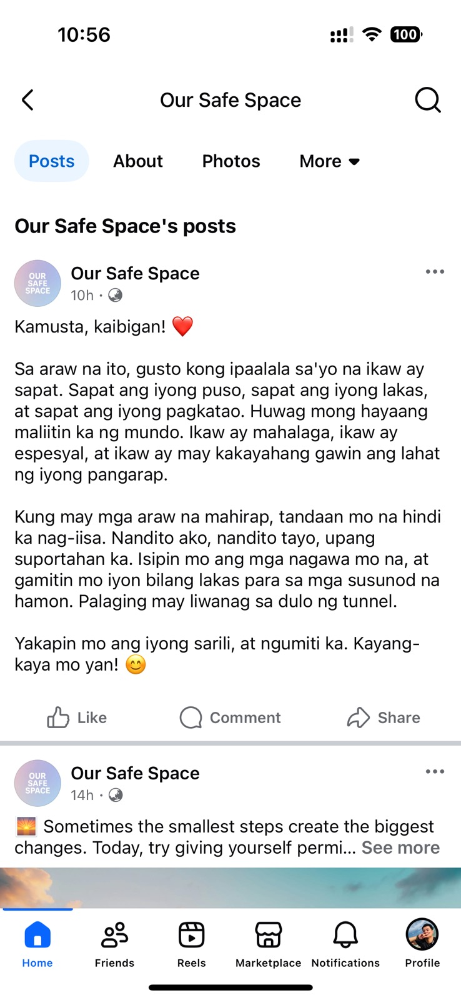 10:56
100
Our Safe Space
Posts
About
Photos
More
Our Safe Space's posts
OUR
SAFE
SPACE
Our Safe Space
10h ·
Kamusta, kaibigan! ❤️
Sa araw na ito, gusto kong ipaalala sa'yo na ikaw ay
sapat. Sapat ang iyong puso, sapat ang iyong lakas,
at sapat ang iyong pagkatao. Huwag mong hayaang
maliitin ka ng mundo. Ikaw ay mahalaga, ikaw ay
espesyal, at ikaw ay may kakayahang gawin ang lahat
ng iyong pangarap.
Kung may mga araw na mahirap, tandaan mo na hindi
ka nag-iisa. Nandito ako, nandito tayo, upang
suportahan ka. Isipin mo ang mga nagawa mo na, at
gamitin mo iyon bilang lakas para sa mga susunod na
hamon. Palaging may liwanag sa dulo ng tunnel.
Yakapin mo ang iyong sarili, at ngumiti ka. Kayang-
kaya mo yan! 😊
Like
Comment
Share
OUR
SAFE
SPACE
Our Safe Space
14h ·
🌅 Sometimes the smallest steps create the biggest
changes. Today, try giving yourself permi... See more
Home
Friends
Reels
Marketplace
Notifications
Profile